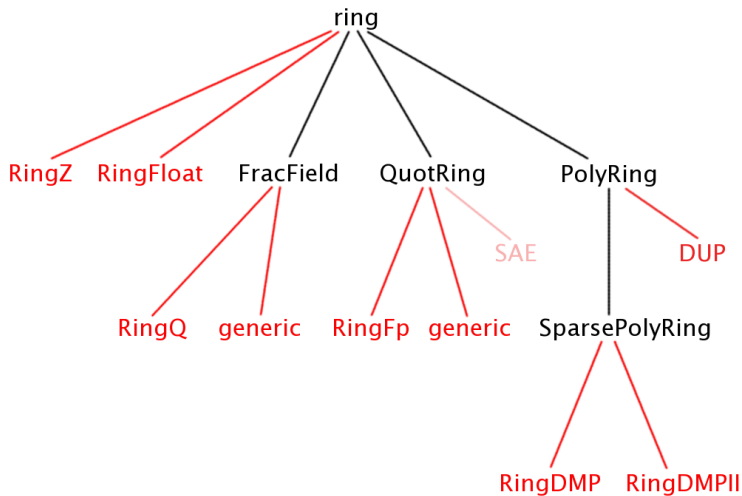 ring
RingZ RingFloat FracField QuotRing PolyRing
SAE DUP
RingQ generic RingFp generic SparsePolyRing
RingDMP RingDMPII